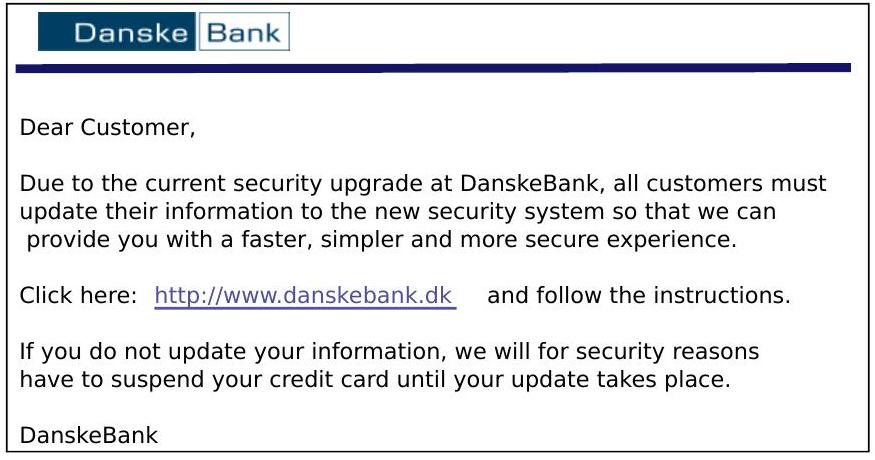 Danske Bank
Dear Customer,
Due to the current security upgrade at DanskeBank, all customers must
update their information to the new security system so that we can
provide you with a faster, simpler and more secure experience.
Click here: http://www.danskebank.dk and follow the instructions.
If you do not update your information, we will for security reasons
have to suspend your credit card until your update takes place.
DanskeBank